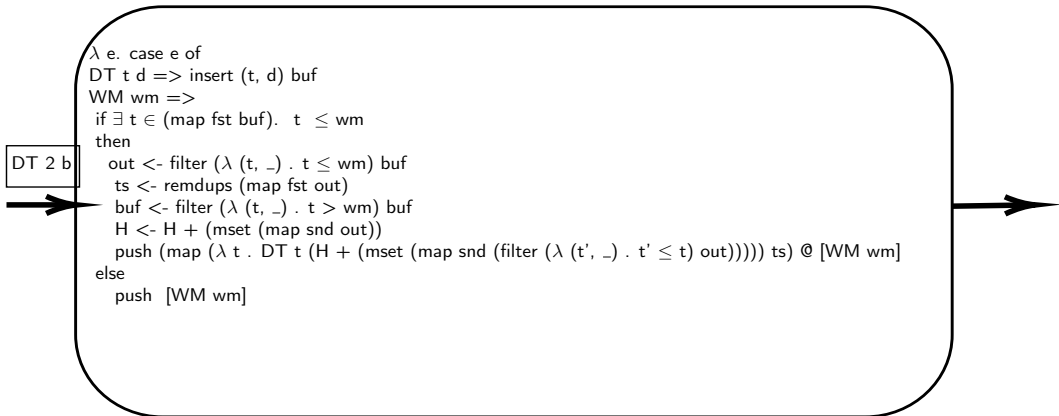 λ e. case e of
DT t d => insert (t, d) buf
WM wm =>
if ∃ t ∈ (map fst buf). t ≤ wm
then
DT 2 b
out <- filter (λ (t, _) . t ≤ wm) buf
ts <- remdups (map fst out)
buf <- filter (λ (t, _) . t > wm) buf
H <- H + (mset (map snd out))
push (map (λ t . DT t (H + (mset (map snd (filter (λ (t', _) . t' ≤ t) out))))) ts) @ [WM wm]
else
push [WM wm]